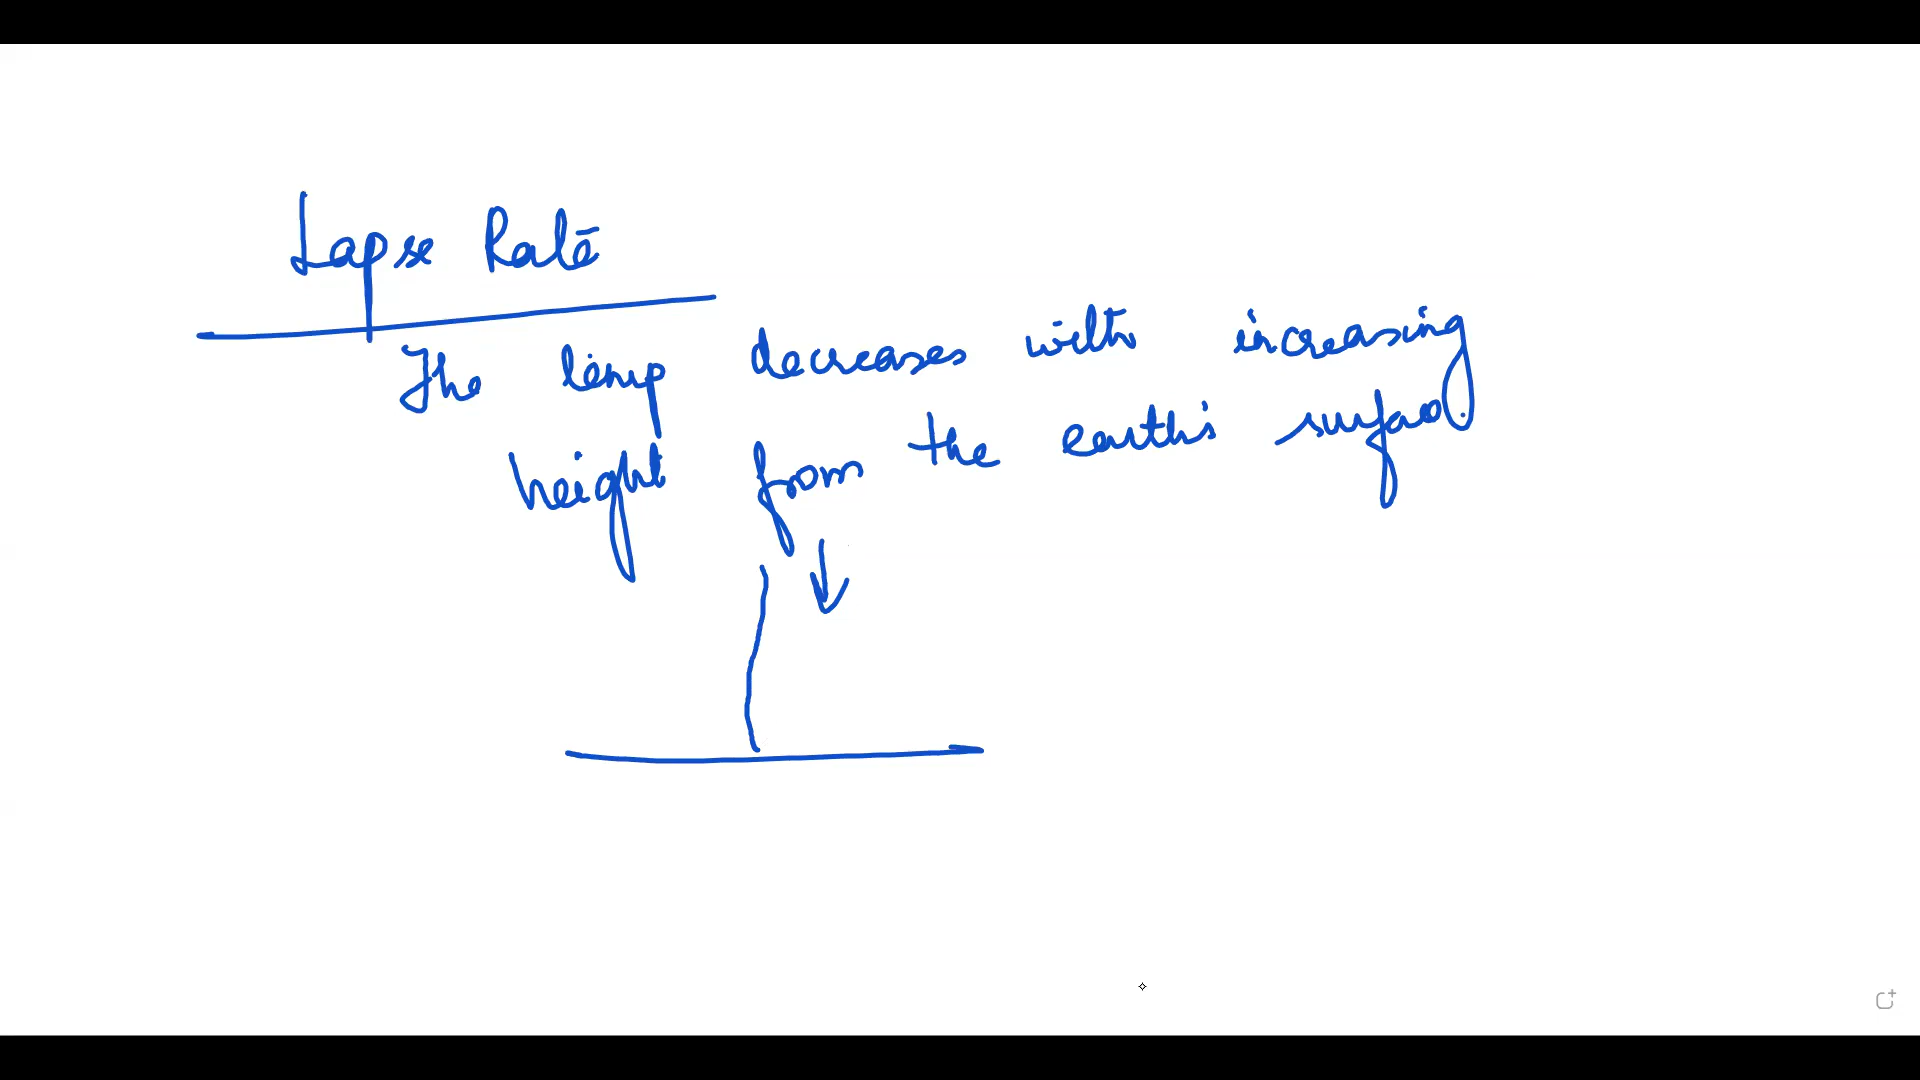 Lapse Rate
The temp decreases with increasing
height from the earth's surface.